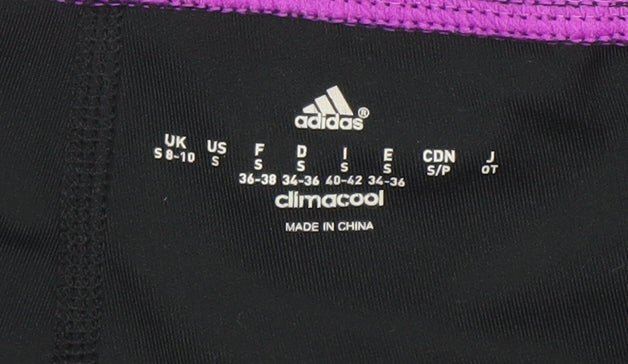 adidas®
UK US F D I E CDN J
S 8-10 S S S S S S/P OT
36-38 34-36 40-42 34-36
climacool
MADE IN CHINA